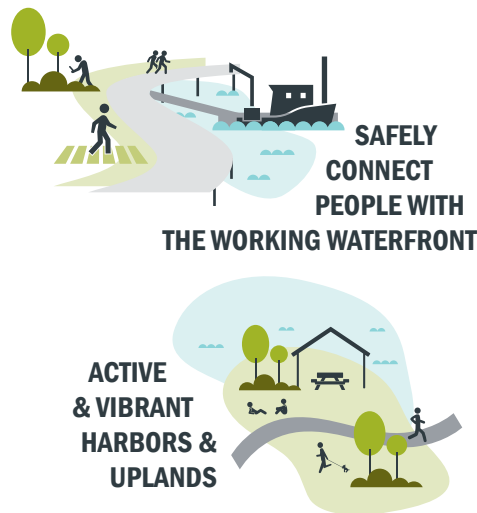 SAFELY
CONNECT
PEOPLE WITH
THE WORKING WATERFRONT
ACTIVE
& VIBRANT
HARBORS &
UPLANDS